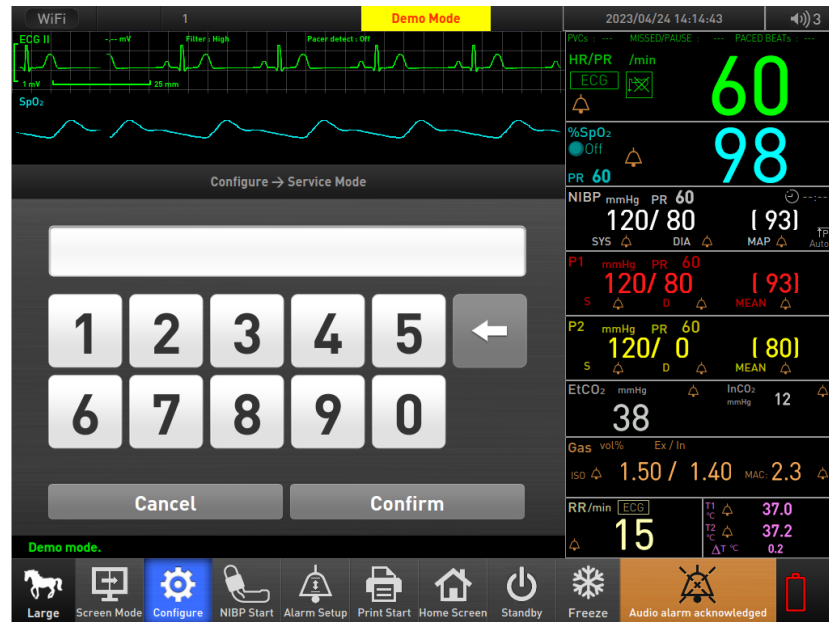 WiFi 1 Demo Mode 2023/04/24 14:14:43 3
ECG II -.-- mV Filter : High Pacer detect : Off
1 mV 25 mm
SpO₂
Configure → Service Mode
1 2 3 4 5
6 7 8 9 0
Cancel Confirm
Demo mode.
PVCs : --- MISSED/PAUSE : --- PACED BEATs : ---
HR/PR /min
ECG
60
%SpO₂
Off
98
PR 60
NIBP mmHg PR 60 --:--
120/ 80 ( 93)
SYS DIA MAP Auto
P1 mmHg PR 60
120/ 80 ( 93)
S D MEAN
P2 mmHg PR 60
120/ 0 ( 80)
S D MEAN
EtCO₂ mmHg InCO₂
mmHg 12
38
Gas vol% Ex / In
ISO 1.50 / 1.40 MAC: 2.3
RR/min ECG
15
T1 °C 37.0
T2 °C 37.2
ΔT °C 0.2
Large Screen Mode Configure NIBP Start Alarm Setup Print Start Home Screen Standby Freeze Audio alarm acknowledged